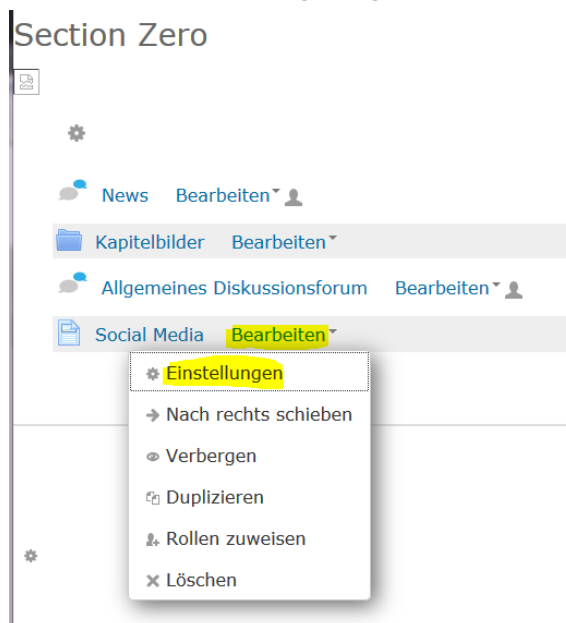 Section Zero
News Bearbeiten
Kapitelbilder Bearbeiten
Allgemeines Diskussionsforum Bearbeiten
Social Media Bearbeiten
Einstellungen
Nach rechts schieben
Verbergen
Duplizieren
Rollen zuweisen
Löschen